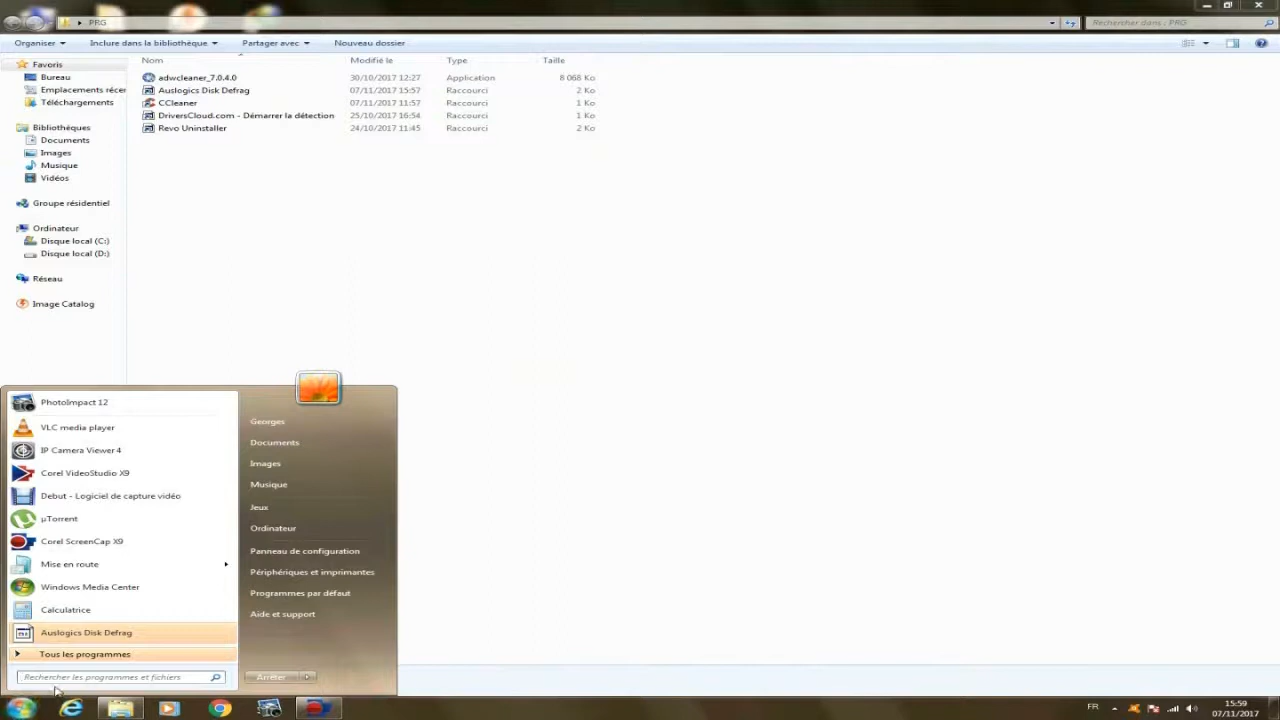 PRG
Rechercher dans : PRG
Organiser
Inclure dans la bibliothèque
Partager avec
Nouveau dossier
Favoris
Bureau
Emplacements récer
Téléchargements
Bibliothèques
Documents
Images
Musique
Vidéos
Groupe résidentiel
Ordinateur
Disque local (C:)
Disque local (D:)
Réseau
Image Catalog
Nom Modifié le Type Taille
adwcleaner_7.0.4.0 30/10/2017 12:27 Application 8 068 Ko
Auslogics Disk Defrag 07/11/2017 15:57 Raccourci 2 Ko
CCleaner 07/11/2017 11:57 Raccourci 1 Ko
DriversCloud.com - Démarrer la détection 25/10/2017 16:54 Raccourci 1 Ko
Revo Uninstaller 24/10/2017 11:45 Raccourci 2 Ko
PhotoImpact 12
VLC media player
IP Camera Viewer 4
Corel VideoStudio X9
Debut - Logiciel de capture vidéo
µTorrent
Corel ScreenCap X9
Mise en route
Windows Media Center
Calculatrice
Auslogics Disk Defrag
Tous les programmes
Rechercher les programmes et fichiers
Georges
Documents
Images
Musique
Jeux
Ordinateur
Panneau de configuration
Périphériques et imprimantes
Programmes par défaut
Aide et support
Arrêter
FR
15:59
07/11/2017